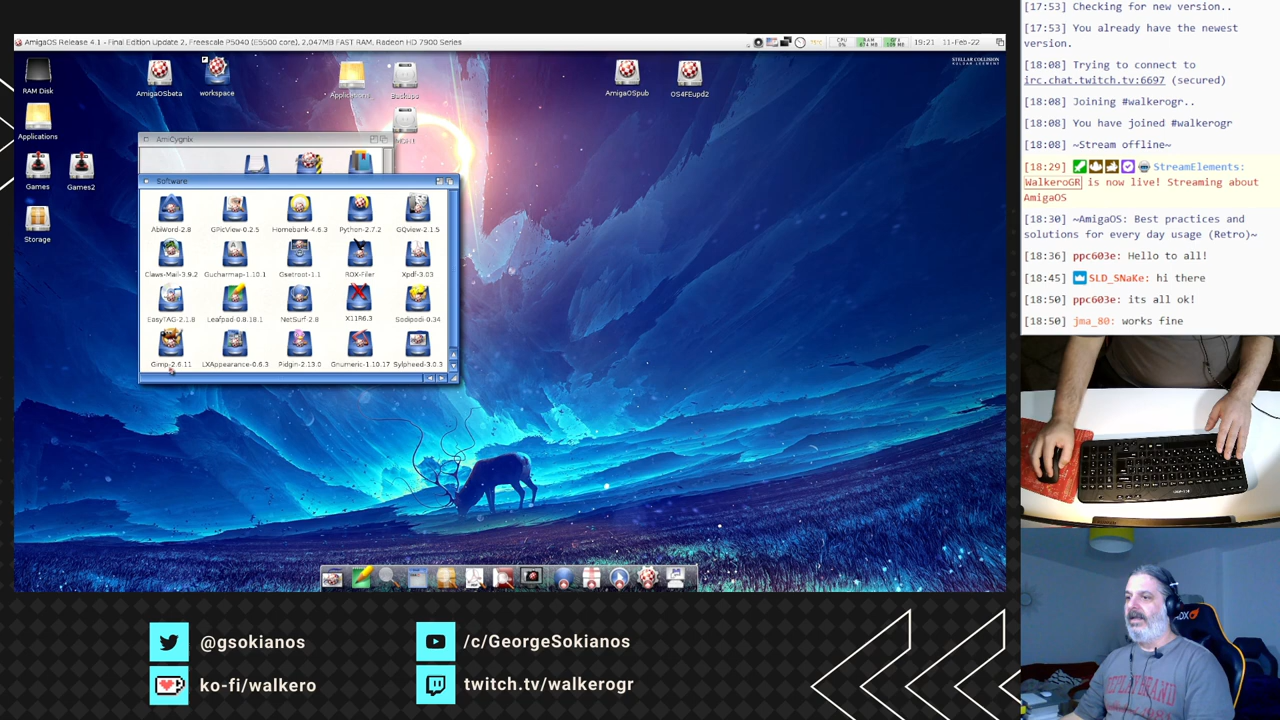 AmigaOS Release 4.1 - Final Edition Update 2, Freescale P5040 (E5500 core), 2,047MB FAST RAM, Radeon HD 7900 Series
CPU
RAM
19:21
11-Feb-22
STELLAR COLLISION
RAM Disk
AmigaOSbeta
workspace
Applications
Backups
AmigaOSpub
OS4FEupd2
Applications
Games
Games2
Storage
AmiCygnix
Software
AbiWord-2.8
GPicView-0.2.5
Homebank-4.6.3
Python-2.7.2
GQview-2.1.5
Claws-Mail-3.9.2
Gucharmap-1.10.1
Gsetroot-1.1
ROX-Filer
Xpdf-3.03
EasyTAG-2.1.8
Leafpad-0.8.18.1
NetSurf-2.8
X11R6.3
Sodipodi-0.34
Gimp-2.6.11
LXAppearance-0.6.3
Pidgin-2.13.0
Gnumeric-1.10.17
Sylpheed-3.0.3
[17:53] Checking for new version..
[17:53] You already have the newest
version.
[18:08] Trying to connect to
irc.chat.twitch.tv:6697 (secured)
[18:08] Joining #walkerogr..
[18:08] You have joined #walkerogr
[18:08] ~Stream offline~
[18:29] StreamElements:
WalkeroGR is now live! Streaming about
AmigaOS
[18:30] ~AmigaOS: Best practices and
solutions for every day usage (Retro)~
[18:36] ppc603e: Hello to all!
[18:45] SLD_SNaKe: hi there
[18:50] ppc603e: its all ok!
[18:50] jma_80: works fine
@gsokianos
/c/GeorgeSokianos
ko-fi/walkero
twitch.tv/walkerogr